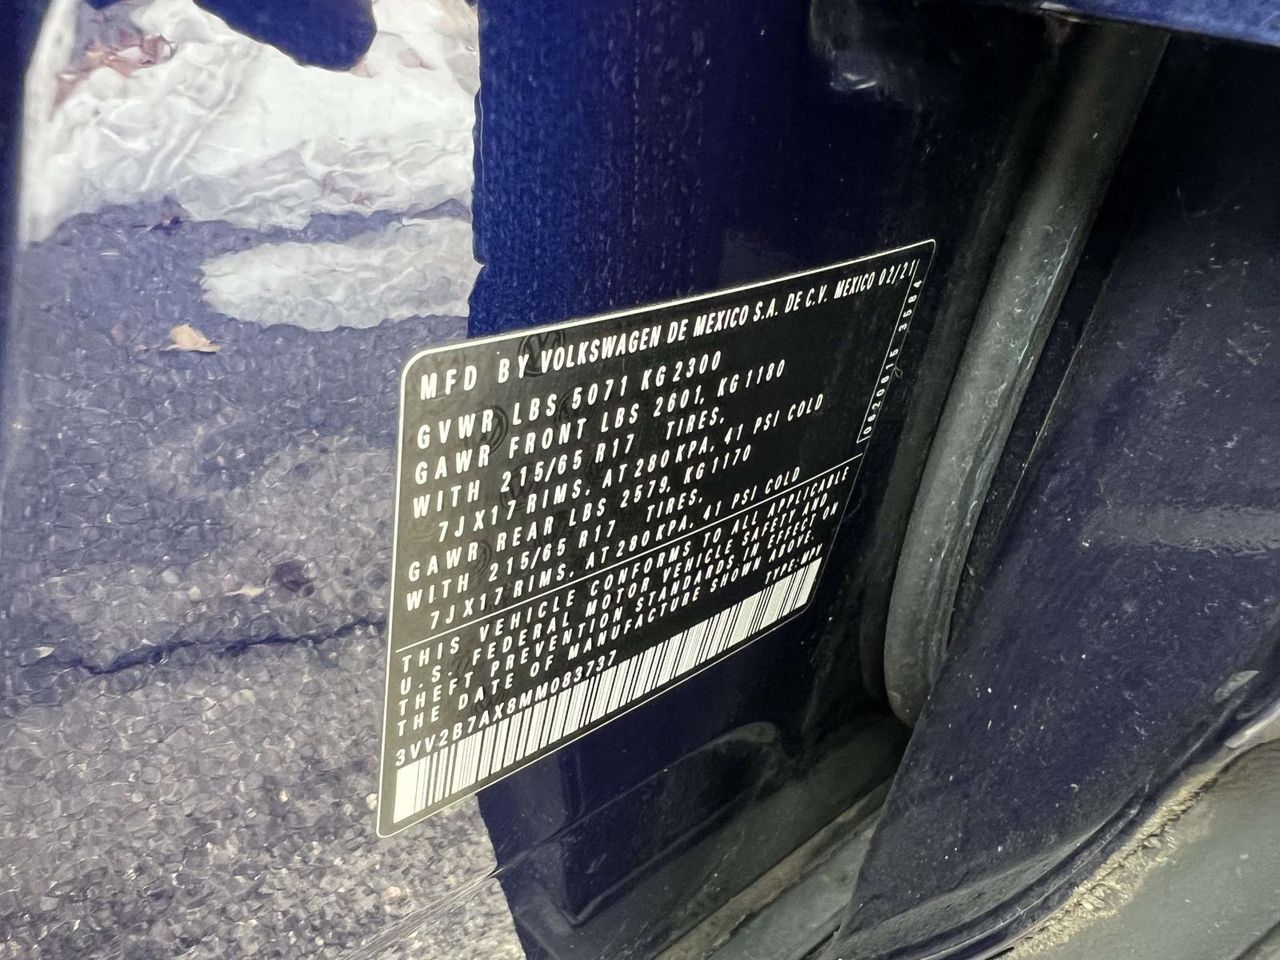 MFD BY VOLKSWAGEN DE MEXICO S.A. DE C.V. MEXICO 02/21
GVWR LBS 5071 KG 2300
GAWR FRONT LBS 2601, KG 1180
WITH 215/65 R17 TIRES,
7JX17 RIMS, AT 280 KPA, 41 PSI COLD
GAWR REAR LBS 2579, KG 1170
WITH 215/65 R17 TIRES,
7JX17 RIMS, AT 280 KPA, 41 PSI COLD
THIS VEHICLE CONFORMS TO ALL APPLICABLE
U.S. FEDERAL MOTOR VEHICLE SAFETY AND
THEFT PREVENTION STANDARDS IN EFFECT ON
THE DATE OF MANUFACTURE SHOWN ABOVE.
3VV2B7AX8MM083737 TYPE: MPV
0820615 3684